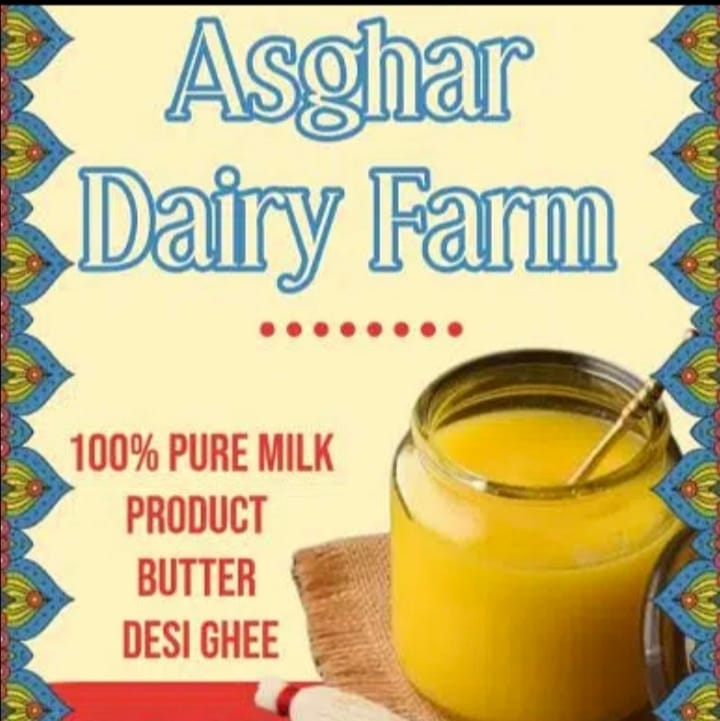 Asghar
Dairy Farm
100% PURE MILK
PRODUCT
BUTTER
DESI GHEE